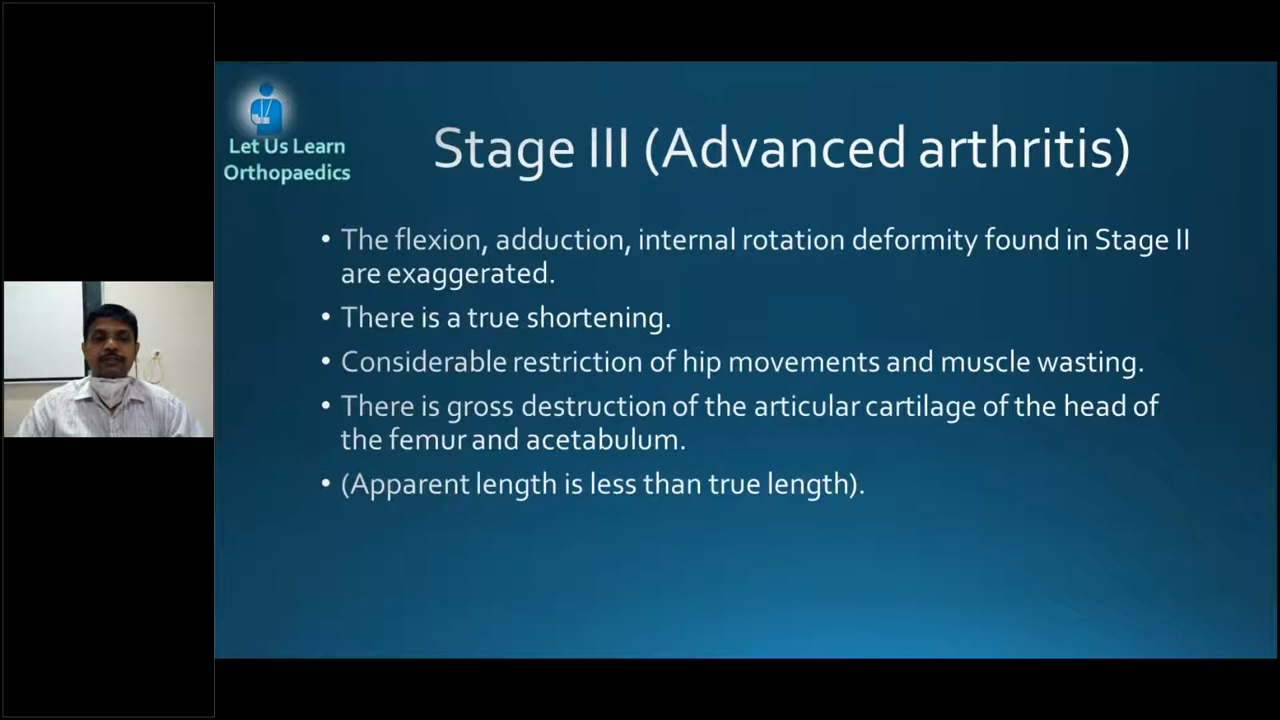 Let Us Learn
Orthopaedics
Stage III (Advanced arthritis)
• The flexion, adduction, internal rotation deformity found in Stage II
are exaggerated.
• There is a true shortening.
• Considerable restriction of hip movements and muscle wasting.
• There is gross destruction of the articular cartilage of the head of
the femur and acetabulum.
• (Apparent length is less than true length).